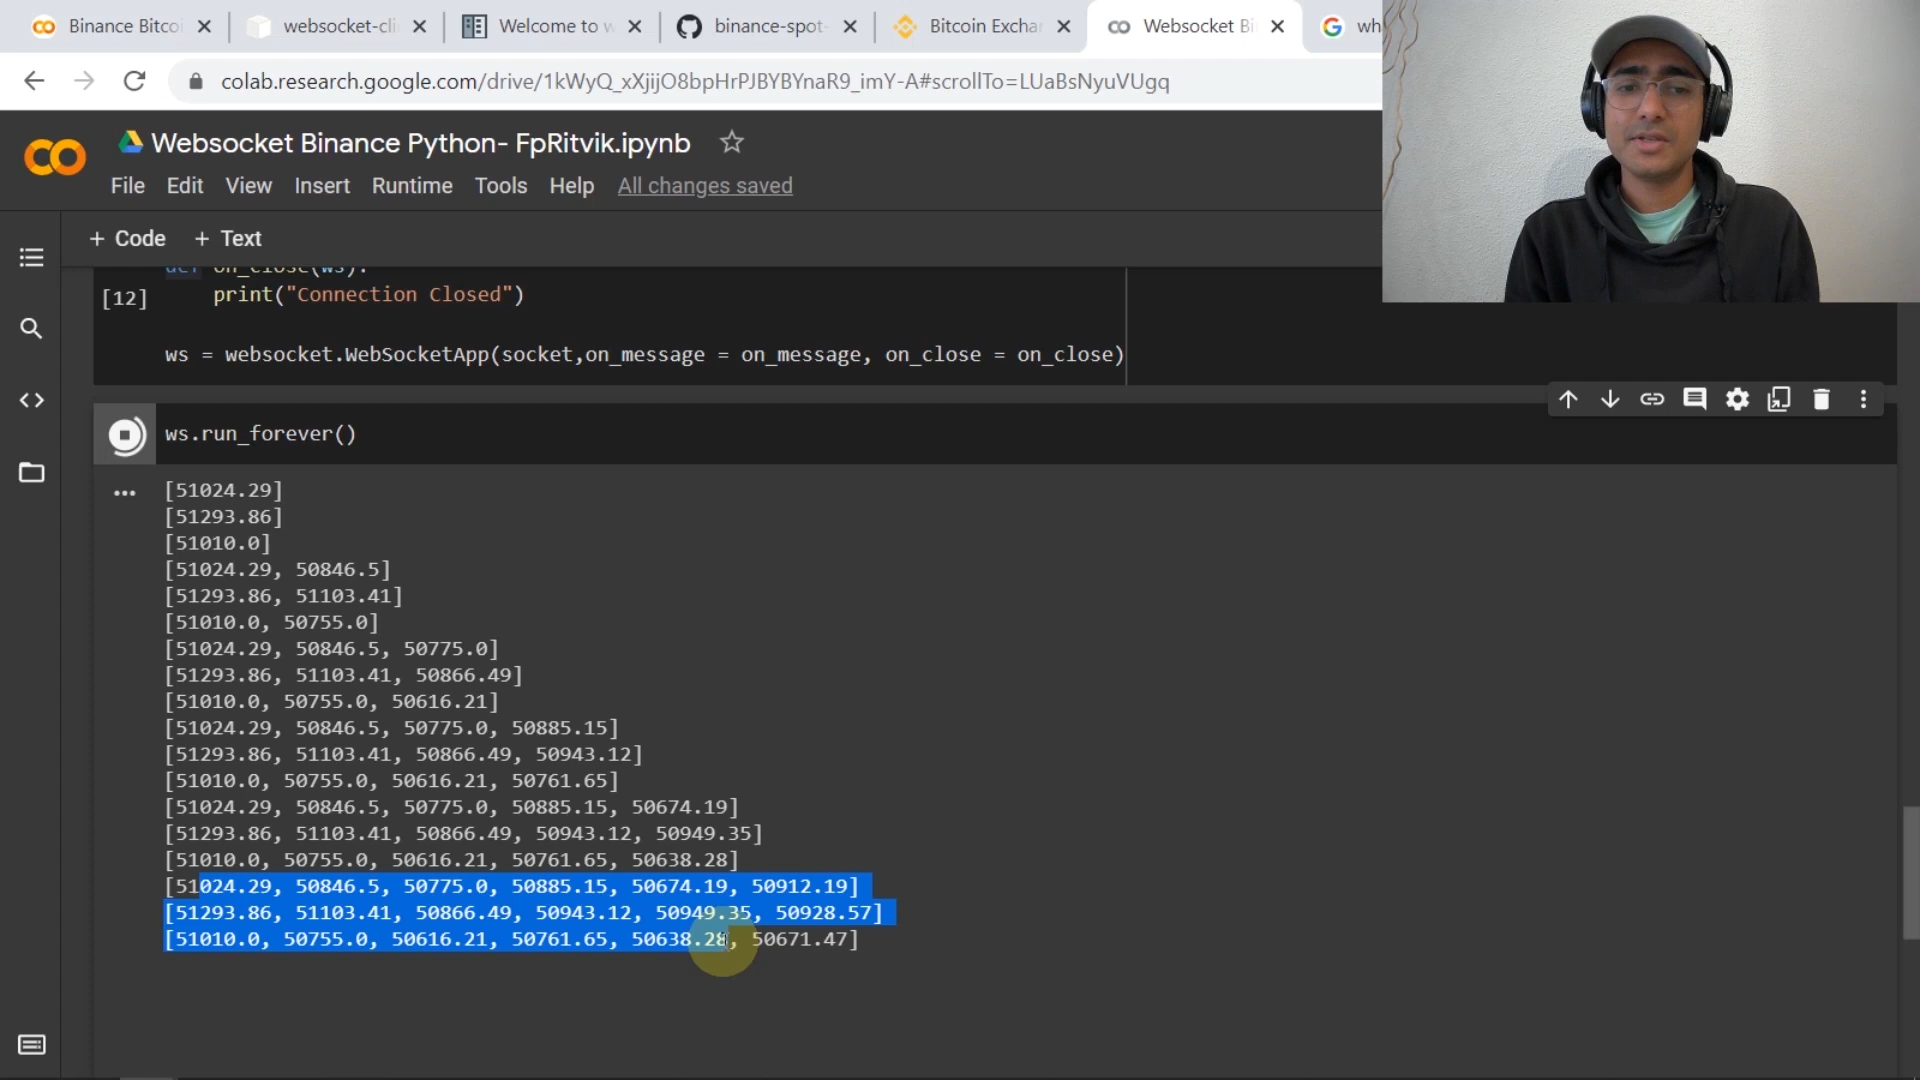 Binance Bitco
websocket-cli
Welcome to w
binance-spot-
Bitcoin Exchan
Websocket Bi
wh
colab.research.google.com/drive/1kWyQ_xXjijO8bpHrPJBYBYnaR9_imY-A#scrollTo=LUaBsNyuVUgq
Websocket Binance Python- FpRitvik.ipynb
File Edit View Insert Runtime Tools Help All changes saved
+ Code + Text
def on_close(ws):
[12] print("Connection Closed")
ws = websocket.WebSocketApp(socket,on_message = on_message, on_close = on_close)
ws.run_forever()
[51024.29]
[51293.86]
[51010.0]
[51024.29, 50846.5]
[51293.86, 51103.41]
[51010.0, 50755.0]
[51024.29, 50846.5, 50775.0]
[51293.86, 51103.41, 50866.49]
[51010.0, 50755.0, 50616.21]
[51024.29, 50846.5, 50775.0, 50885.15]
[51293.86, 51103.41, 50866.49, 50943.12]
[51010.0, 50755.0, 50616.21, 50761.65]
[51024.29, 50846.5, 50775.0, 50885.15, 50674.19]
[51293.86, 51103.41, 50866.49, 50943.12, 50949.35]
[51010.0, 50755.0, 50616.21, 50761.65, 50638.28]
[51024.29, 50846.5, 50775.0, 50885.15, 50674.19, 50912.19]
[51293.86, 51103.41, 50866.49, 50943.12, 50949.35, 50928.57]
[51010.0, 50755.0, 50616.21, 50761.65, 50638.28, 50671.47]